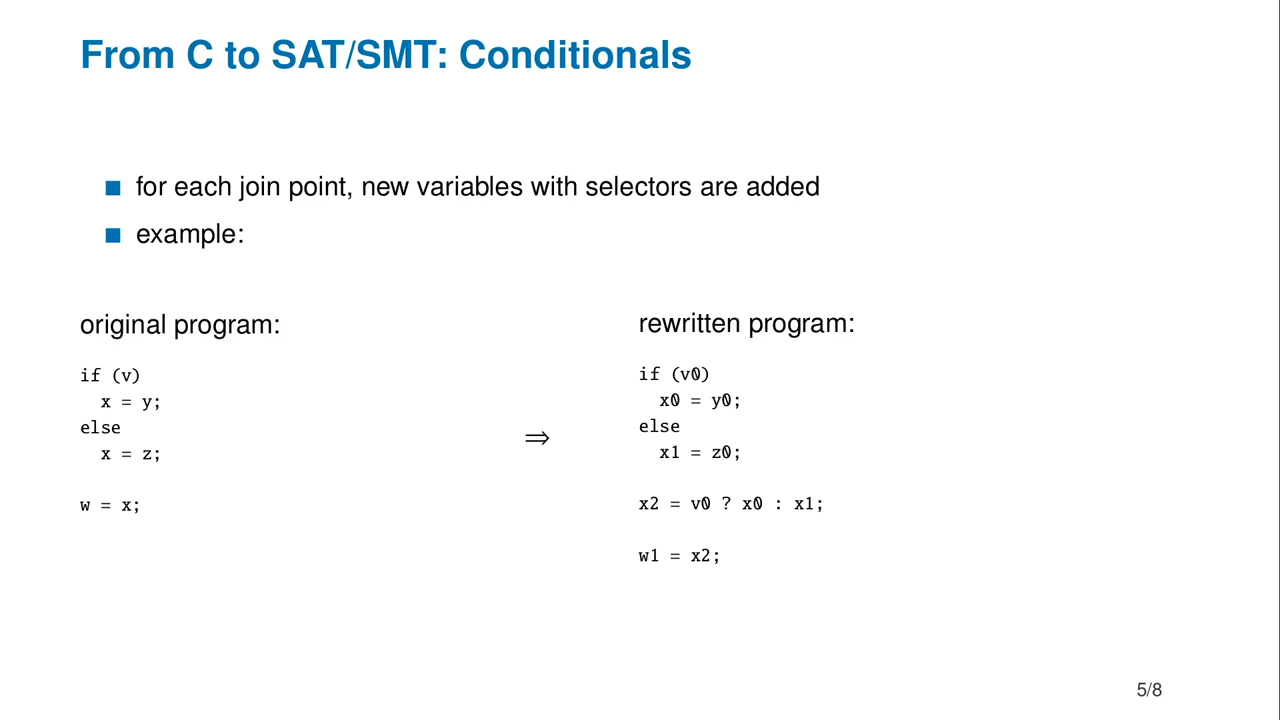 From C to SAT/SMT: Conditionals
for each join point, new variables with selectors are added
example:
original program:
if (v)
  x = y;
else
  x = z;
w = x;
⇒
rewritten program:
if (v0)
  x0 = y0;
else
  x1 = z0;
x2 = v0 ? x0 : x1;
w1 = x2;
5/8